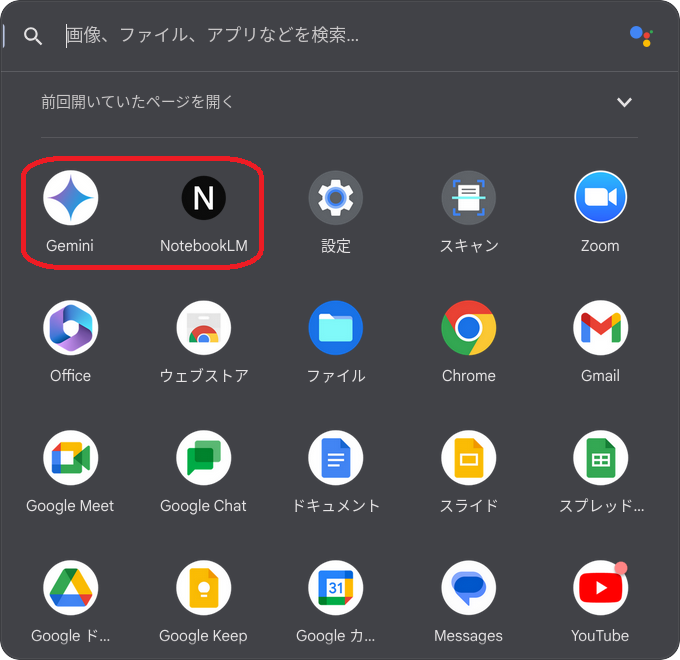 画像、ファイル、アプリなどを検索...
前回開いていたページを開く
N
Gemini
NotebookLM
設定
スキャン
Zoom
Office
ウェブストア
ファイル
Chrome
Gmail
31
Google Meet
Google Chat
ドキュメント
スライド
スプレッド...
Google ド...
Google Keep
Google カ...
Messages
YouTube